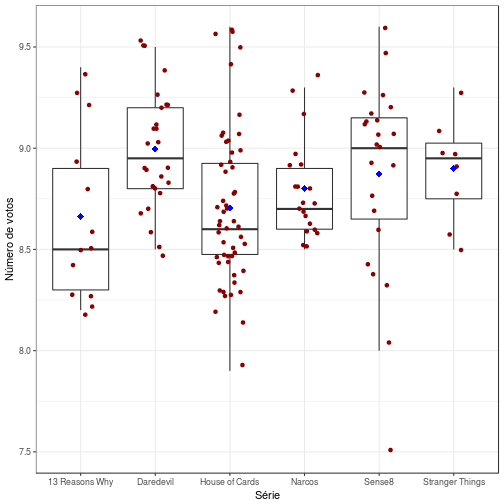 9.5
9.0
8.5
8.0
7.5
Número de votos
13 Reasons Why
Daredevil
House of Cards
Narcos
Sense8
Stranger Things
Série